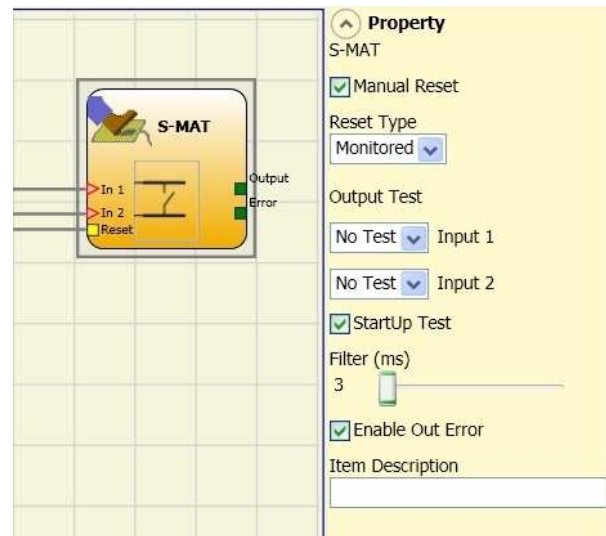 S-MAT
In 1
In 2
Reset
Output
Error
Property
S-MAT
Manual Reset
Reset Type
Monitored
Output Test
No Test Input 1
No Test Input 2
StartUp Test
Filter (ms)
3
Enable Out Error
Item Description